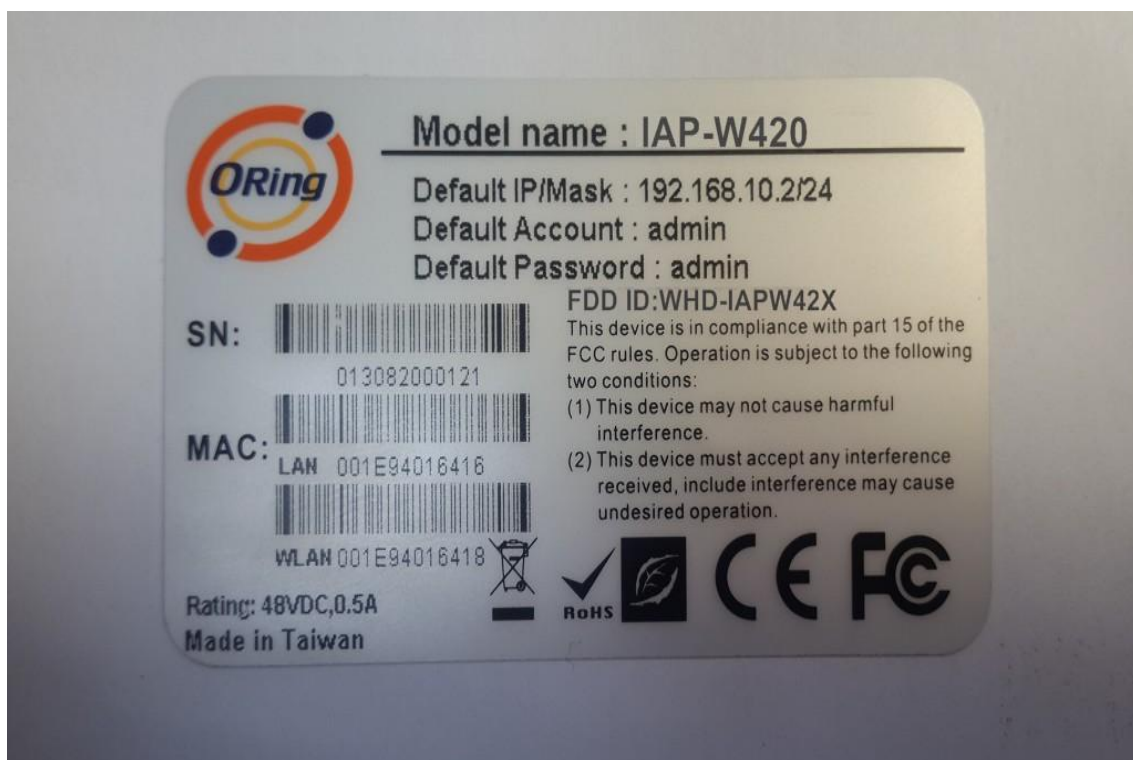 ORing
Model name : IAP-W420
Default IP/Mask : 192.168.10.2/24
Default Account : admin
Default Password : admin
FDD ID:WHD-IAPW42X
This device is in compliance with part 15 of the
FCC rules. Operation is subject to the following
two conditions:
(1) This device may not cause harmful
interference.
(2) This device must accept any interference
received, include interference may cause
undesired operation.
SN:
013082000121
MAC:
LAN 001E94016416
WLAN 001E94016418
Rating: 48VDC,0.5A
Made in Taiwan
RoHS
CE
FC